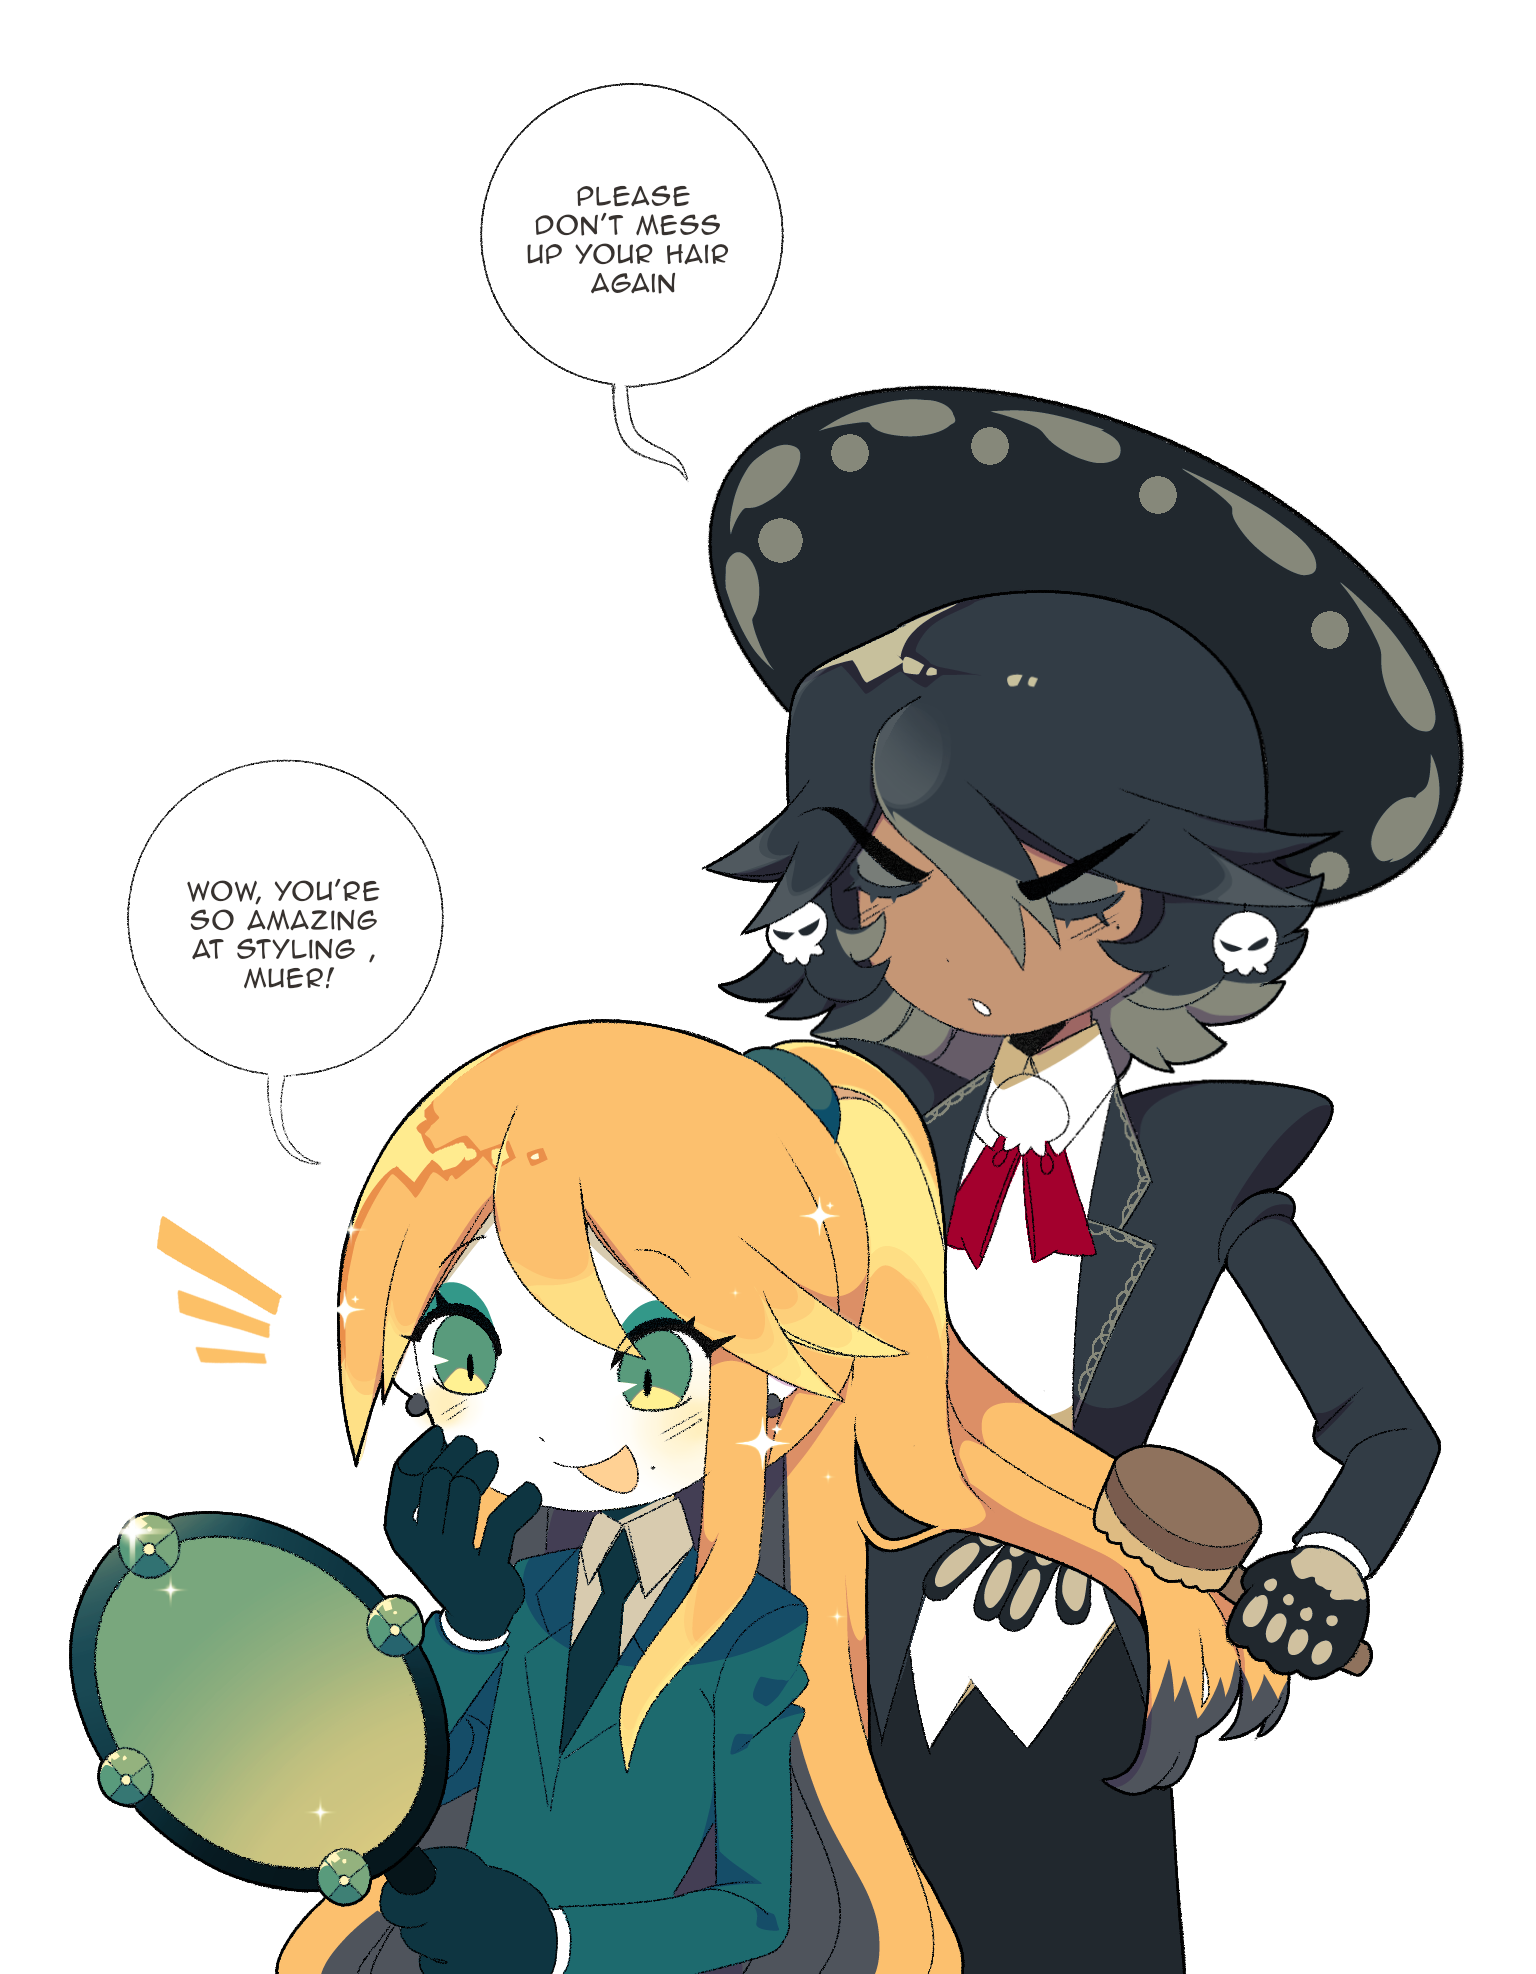 PLEASE
DON'T MESS
UP YOUR HAIR
AGAIN
WOW, YOU'RE
SO AMAZING
AT STYLING ,
MUER!